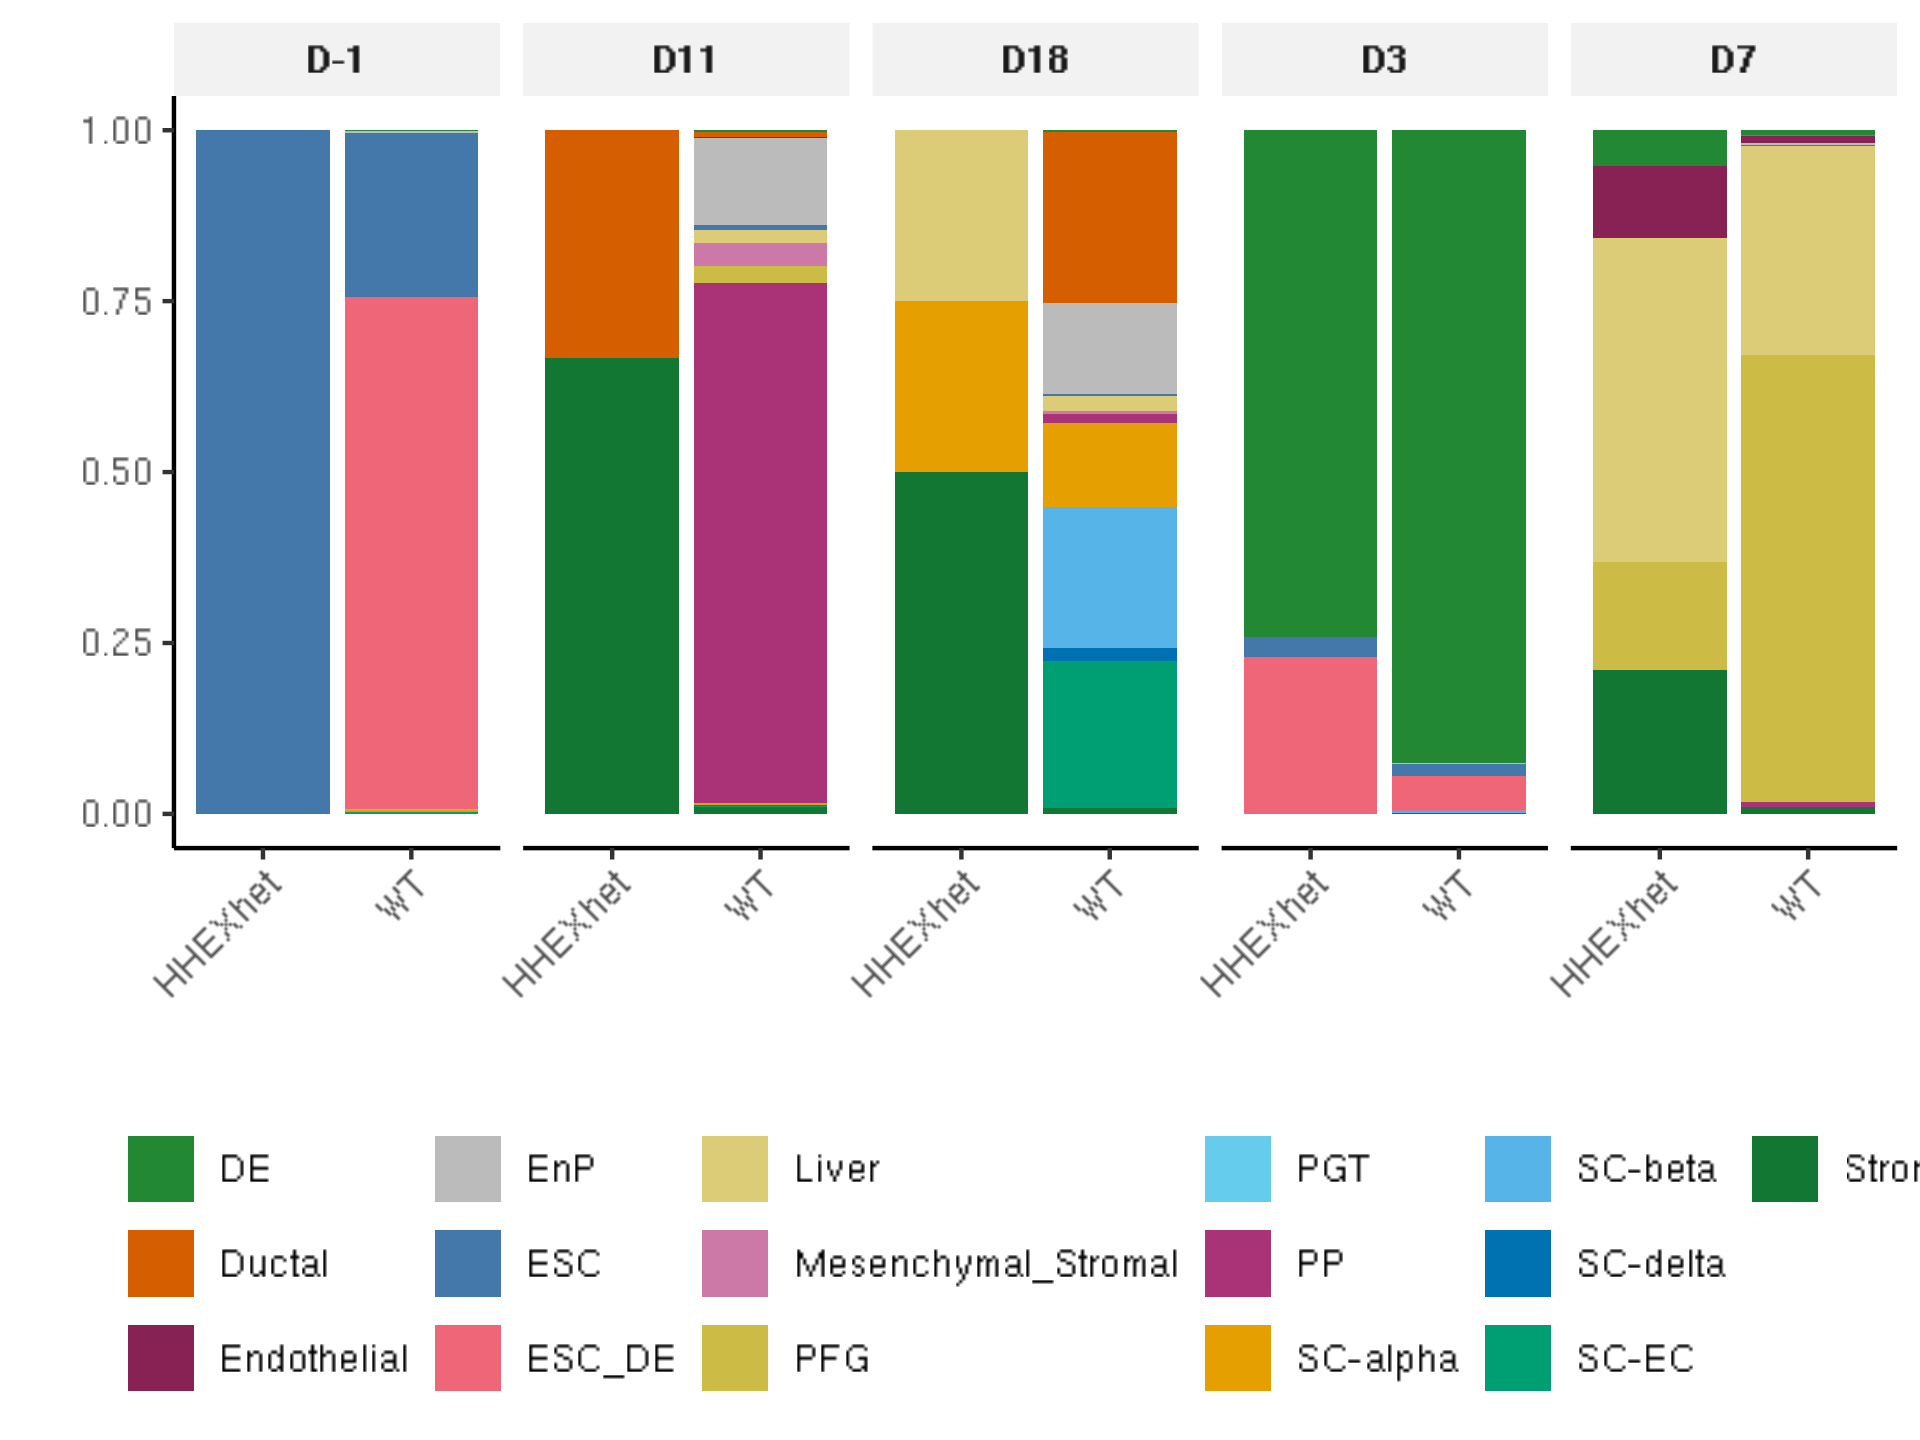 D-1 D11 D18 D3 D7
1.00
0.75
0.50
0.25
0.00
HHEXhet WT HHEXhet WT HHEXhet WT HHEXhet WT HHEXhet WT
DE EnP Liver PGT SC-beta
Ductal ESC Mesenchymal_Stromal PP SC-delta
Endothelial ESC_DE PFG SC-alpha SC-EC